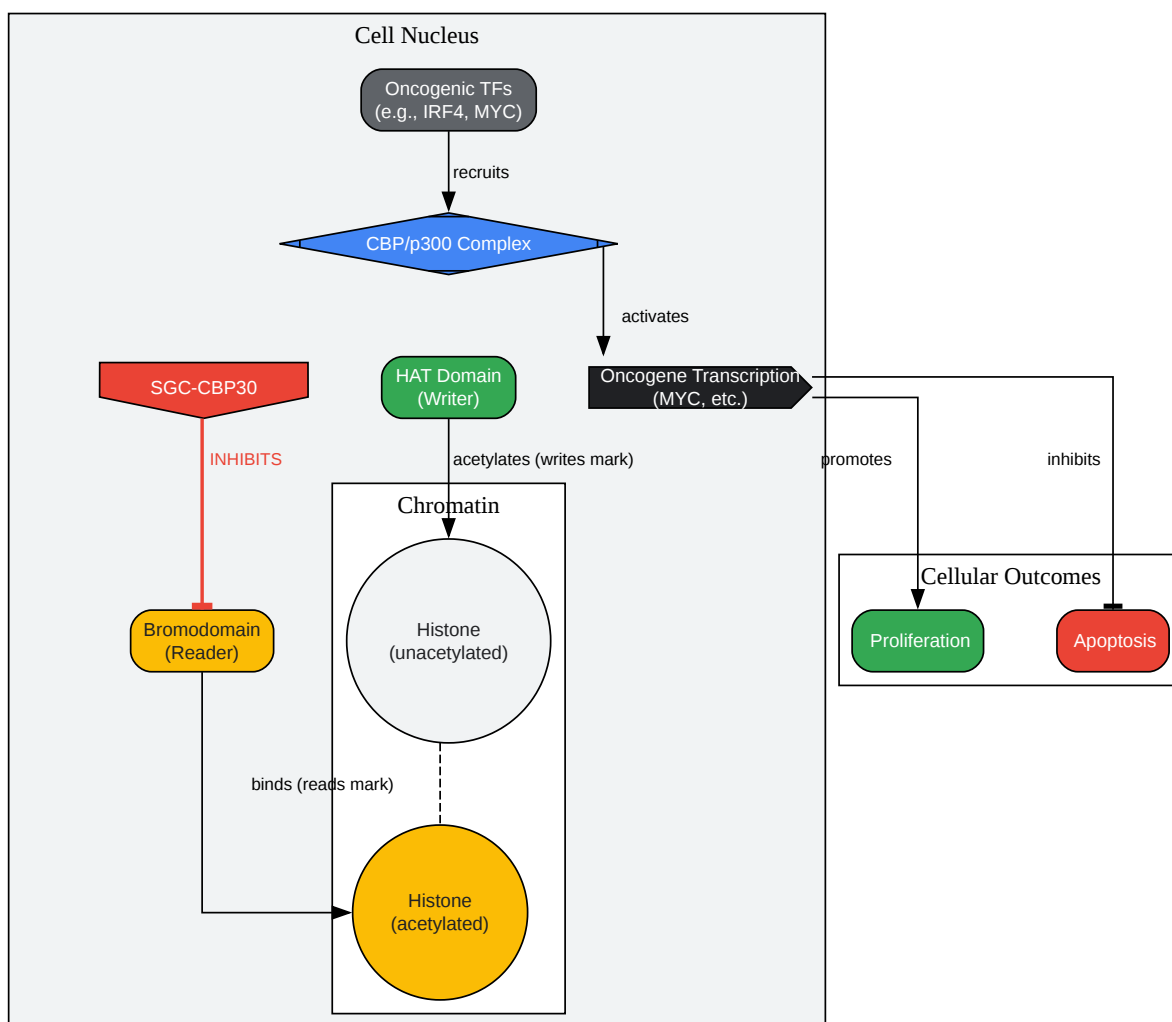 Cell Nucleus
Oncogenic TFs
(e.g., IRF4, MYC)
recruits
CBP/p300 Complex
activates
SGC-CBP30
HAT Domain
(Writer)
Oncogene Transcription
(MYC, etc.)
INHIBITS
acetylates (writes mark)
promotes
inhibits
Chromatin
Cellular Outcomes
Bromodomain
(Reader)
Histone
(unacetylated)
Proliferation
Apoptosis
binds (reads mark)
Histone
(acetylated)